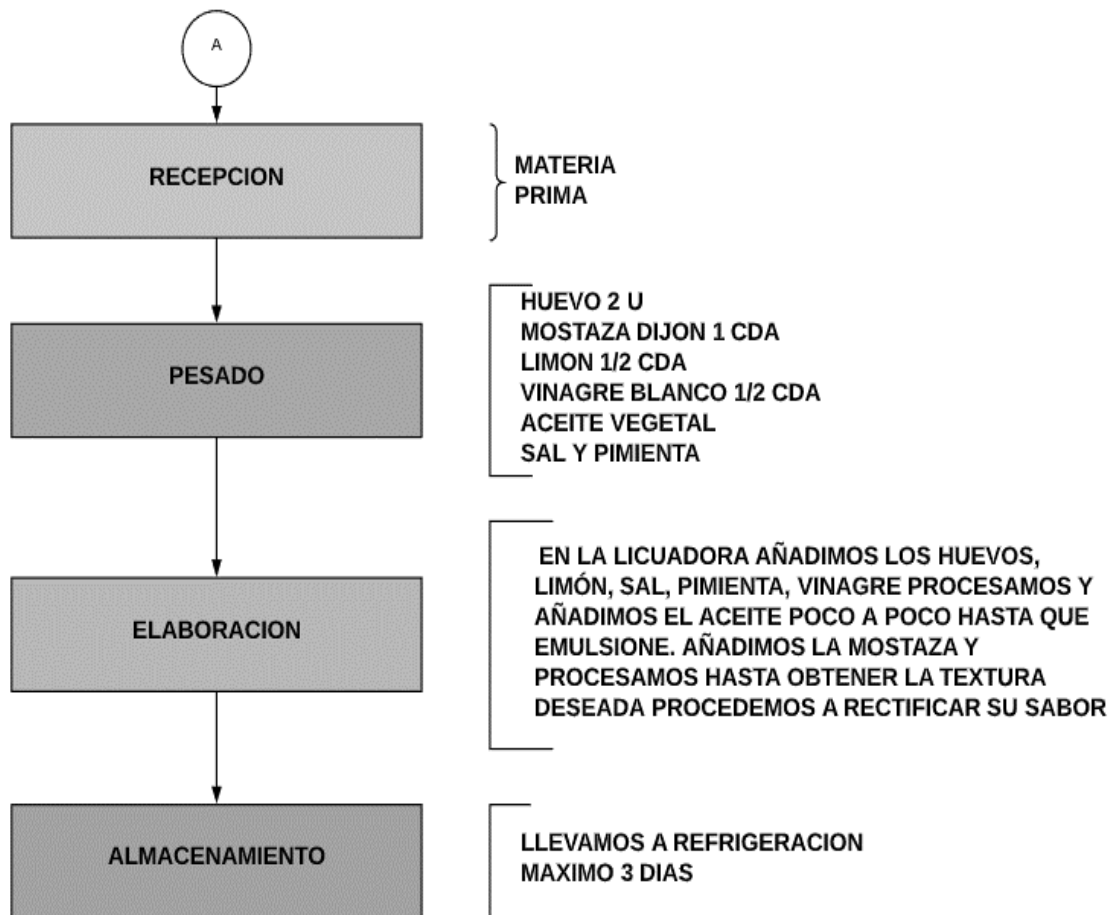 A
RECEPCION
MATERIA
PRIMA
PESADO
HUEVO 2 U
MOSTAZA DIJON 1 CDA
LIMON 1/2 CDA
VINAGRE BLANCO 1/2 CDA
ACEITE VEGETAL
SAL Y PIMIENTA
ELABORACION
EN LA LICUADORA AÑADIMOS LOS HUEVOS,
LIMÓN, SAL, PIMIENTA, VINAGRE PROCESAMOS Y
AÑADIMOS EL ACEITE POCO A POCO HASTA QUE
EMULSIONE. AÑADIMOS LA MOSTAZA Y
PROCESAMOS HASTA OBTENER LA TEXTURA
DESEADA PROCEDEMOS A RECTIFICAR SU SABOR
ALMACENAMIENTO
LLEVAMOS A REFRIGERACION
MAXIMO 3 DIAS